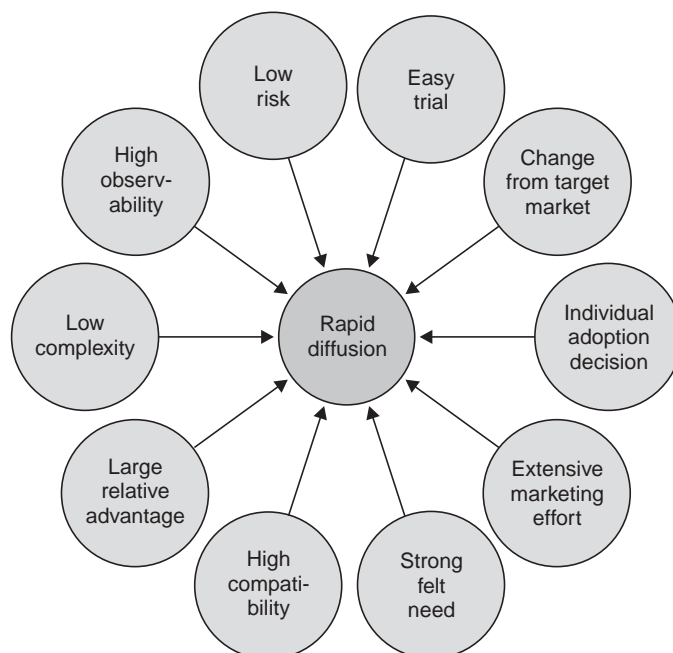 Low
risk
Easy
trial
High
observ-
ability
Change
from target
market
Low
complexity
Rapid
diffusion
Individual
adoption
decision
Large
relative
advantage
Extensive
marketing
effort
High
compati-
bility
Strong
felt
need